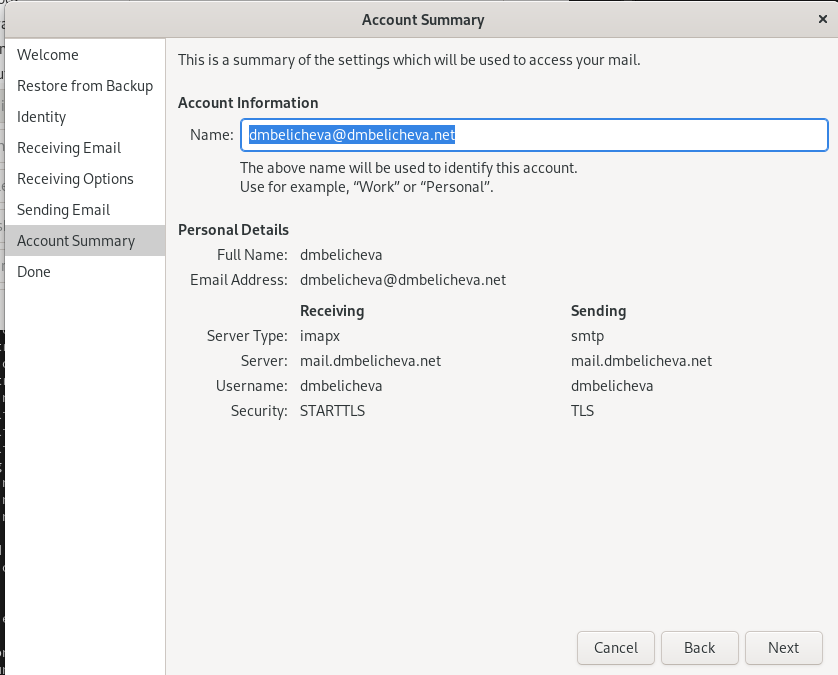 Account Summary
Welcome
Restore from Backup
Identity
Receiving Email
Receiving Options
Sending Email
Account Summary
Done
This is a summary of the settings which will be used to access your mail.
Account Information
Name: dmbelicheva@dmbelicheva.net
The above name will be used to identify this account.
Use for example, “Work” or “Personal”.
Personal Details
Full Name: dmbelicheva
Email Address: dmbelicheva@dmbelicheva.net
Receiving Sending
Server Type: imapx smtp
Server: mail.dmbelicheva.net mail.dmbelicheva.net
Username: dmbelicheva dmbelicheva
Security: STARTTLS TLS
Cancel Back Next